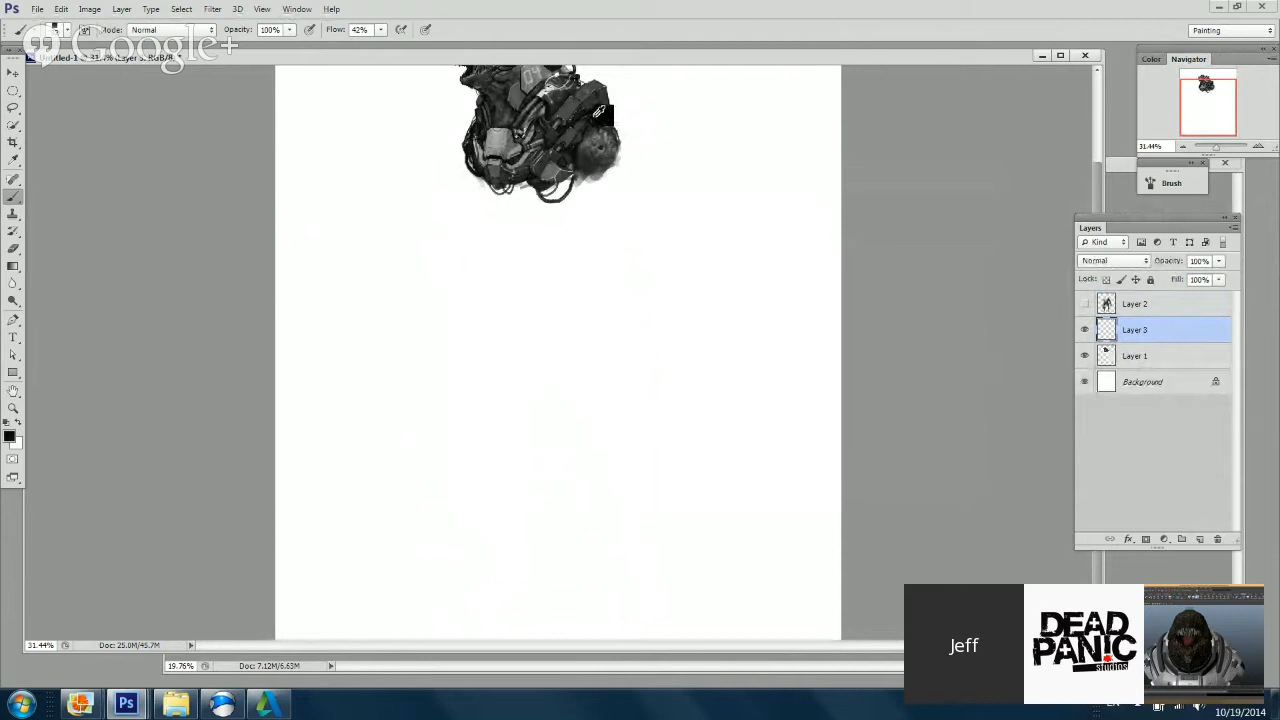 Ps File Edit Image Layer Type Select Filter 3D View Window Help
Mode: Normal Opacity: 100% Flow: 42% Painting
Google+
Color Navigator
31.44%
Brush
Layers
Kind
Normal Opacity: 100%
Lock: Fill: 100%
Layer 2
Layer 3
Layer 1
Background
04
31.44% Doc: 25.0M/45.7M
19.76% Doc: 7.12M/6.63M
Jeff
DEAD
PANIC
studios
Ps
10/19/2014